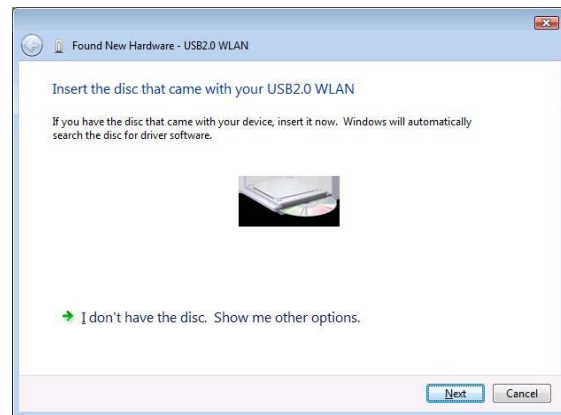 Found New Hardware - USB2.0 WLAN
Insert the disc that came with your USB2.0 WLAN
If you have the disc that came with your device, insert it now. Windows will automatically
search the disc for driver software.
I don't have the disc. Show me other options.
Next
Cancel